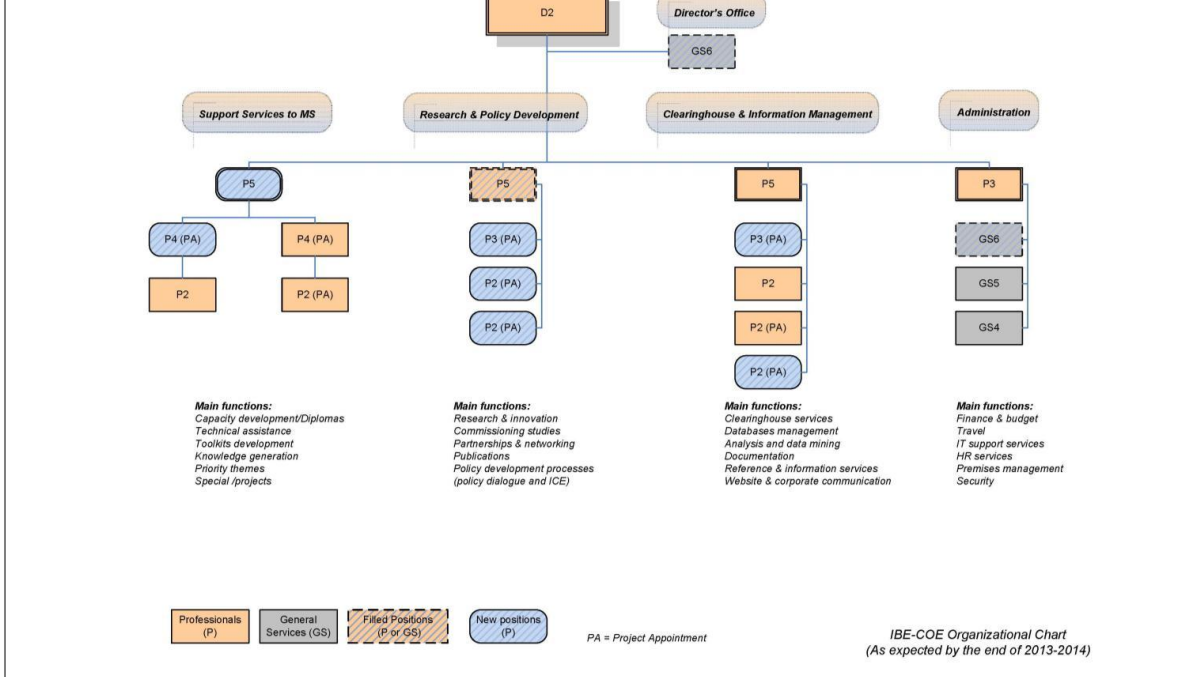 D2
Director's Office
GS6
Support Services to MS
Research & Policy Development
Clearinghouse & Information Management
Administration
P5
P5
P5
P3
P4 (PA)
P4 (PA)
P3 (PA)
P3 (PA)
GS6
P2
P2 (PA)
P2 (PA)
P2
GS5
P2 (PA)
P2 (PA)
GS4
P2 (PA)
Main functions:
Capacity development/Diplomas
Technical assistance
Toolkits development
Knowledge generation
Priority themes
Special /projects
Main functions:
Research & innovation
Commissioning studies
Partnerships & networking
Publications
Policy development processes
(policy dialogue and ICE)
Main functions:
Clearinghouse services
Databases management
Analysis and data mining
Documentation
Reference & information services
Website & corporate communication
Main functions:
Finance & budget
Travel
IT support services
HR services
Premises management
Security
Professionals
(P)
General
Services (GS)
Filled Positions
(P or GS)
New positions
(P)
PA = Project Appointment
IBE-COE Organizational Chart
(As expected by the end of 2013-2014)